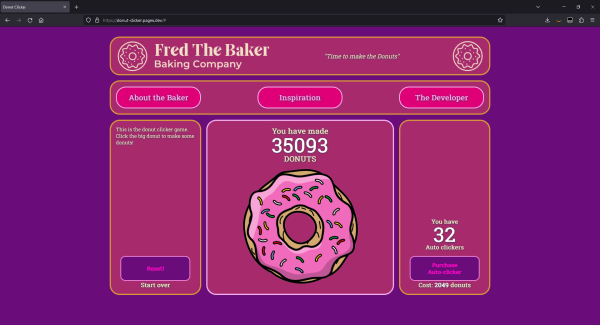 Donut Clicker
https://donut-clicker.pages.dev/#
Fred The Baker
Baking Company
"Time to make the Donuts"
About the Baker
Inspiration
The Developer
This is the donut clicker game
Click the big donut to make some
donuts!
Reset!
Start over
You have made
35093
DONUTS
You have
32
Auto clickers
Purchase
Auto-clicker
Cost: 2049 donuts